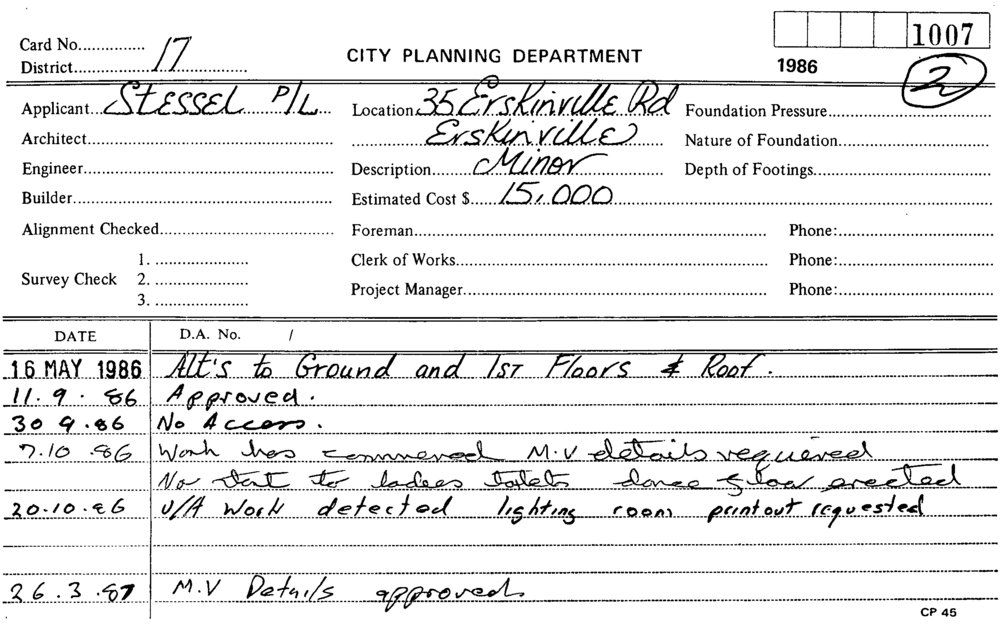 Card No............... 1007
District 17 CITY PLANNING DEPARTMENT 1986 2
Applicant STESSEL P/L Location 35 Erskinville Rd Foundation Pressure
Architect Erskinville Nature of Foundation
Engineer Description Minor Depth of Footings
Builder Estimated Cost $ 15,000
Alignment Checked Foreman Phone:
Survey Check 1. Clerk of Works Phone:
2.
3. Project Manager Phone:
DATE D.A. No. /
16 MAY 1986 Alt's to Ground and 1ST Floors & Roof.
11.9.86 Approved.
30 9.86 No Access.
7.10.86 Work has commenced M.V details requiered
No start to ladies toilets dance floor erected
20.10.86 U/A Work detected lighting room printout requested
26.3.87 M.V Details approved
CP 45